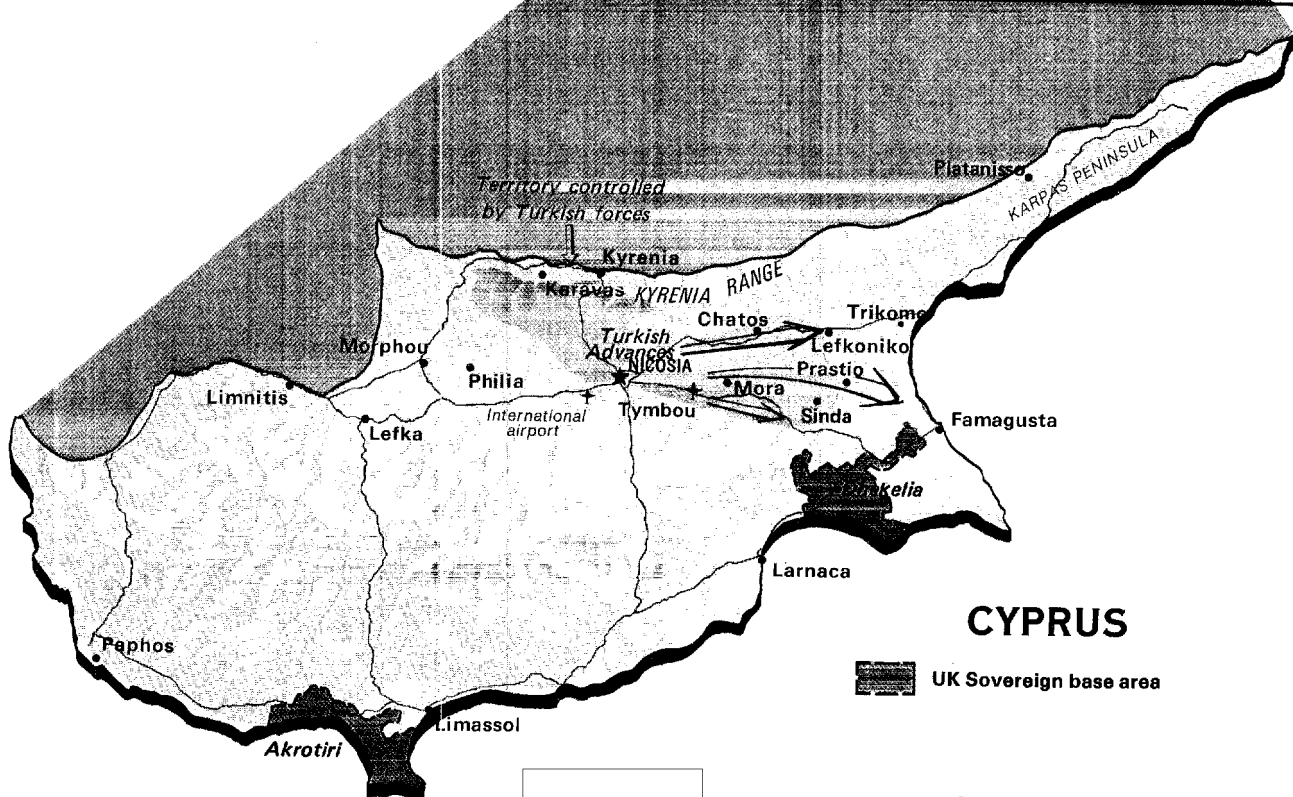 Platanisso
KARPAS PENINSULA
Territory controlled
by Turkish forces
Kyrenia
Karavas
KYRENIA RANGE
Trikomo
Chatos
Turkish
Advances
Lefkoniko
Morphou
NICOSIA
Prastio
Philia
Mora
Limnitis
Tymbou
Sinda
International
airport
Famagusta
Lefka
Dhekelia
Larnaca
CYPRUS
Paphos
UK Sovereign base area
Limassol
Akrotiri